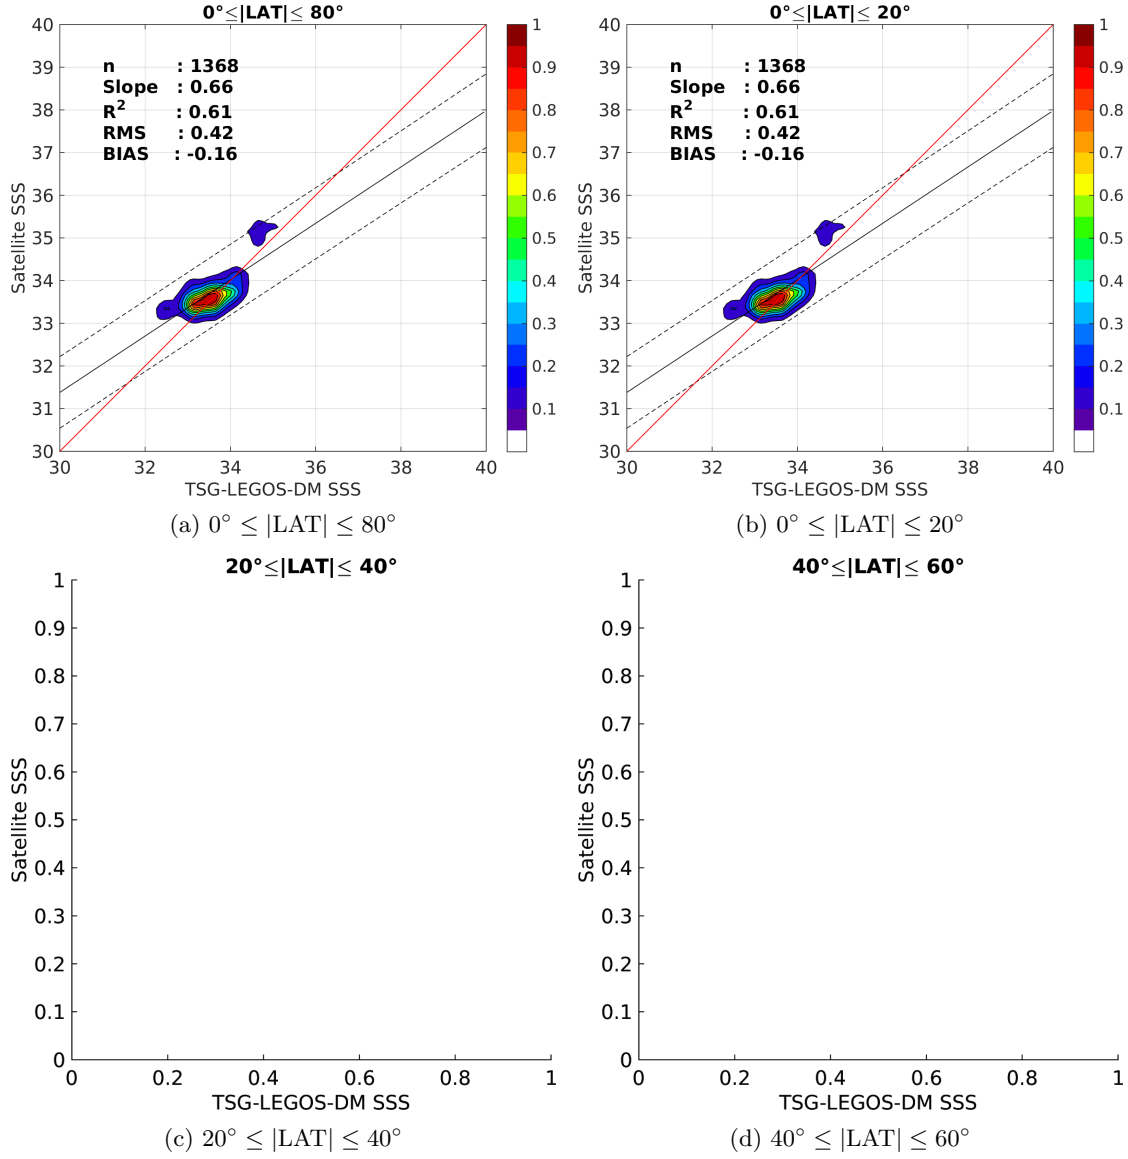 0°≤|LAT|≤ 80°
n : 1368
Slope : 0.66
R2 : 0.61
RMS : 0.42
BIAS : -0.16
Satellite SSS
40
39
38
37
36
35
34
33
32
31
30
30 32 34 36 38 40
TSG-LEGOS-DM SSS
1
0.9
0.8
0.7
0.6
0.5
0.4
0.3
0.2
0.1
(a) 0° ≤ |LAT| ≤ 80°
0°≤|LAT|≤ 20°
n : 1368
Slope : 0.66
R2 : 0.61
RMS : 0.42
BIAS : -0.16
Satellite SSS
40
39
38
37
36
35
34
33
32
31
30
30 32 34 36 38 40
TSG-LEGOS-DM SSS
1
0.9
0.8
0.7
0.6
0.5
0.4
0.3
0.2
0.1
(b) 0° ≤ |LAT| ≤ 20°
20°≤|LAT|≤ 40°
Satellite SSS
1
0.9
0.8
0.7
0.6
0.5
0.4
0.3
0.2
0.1
0
0 0.2 0.4 0.6 0.8 1
TSG-LEGOS-DM SSS
(c) 20° ≤ |LAT| ≤ 40°
40°≤|LAT|≤ 60°
Satellite SSS
1
0.9
0.8
0.7
0.6
0.5
0.4
0.3
0.2
0.1
0
0 0.2 0.4 0.6 0.8 1
TSG-LEGOS-DM SSS
(d) 40° ≤ |LAT| ≤ 60°